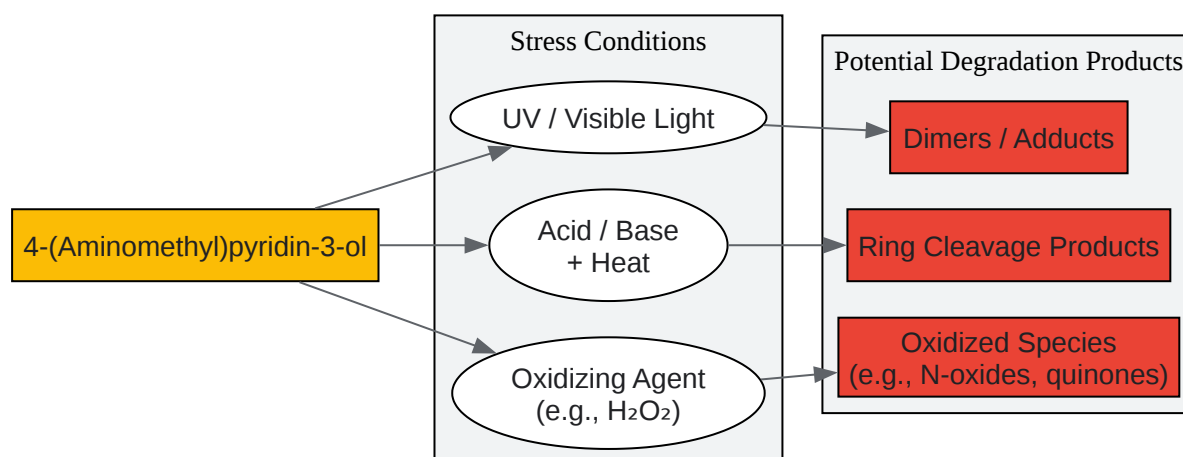 Stress Conditions
Potential Degradation Products
UV / Visible Light
Dimers / Adducts
4-(Aminomethyl)pyridin-3-ol
Acid / Base
+ Heat
Ring Cleavage Products
Oxidizing Agent
(e.g., H₂O₂)
Oxidized Species
(e.g., N-oxides, quinones)